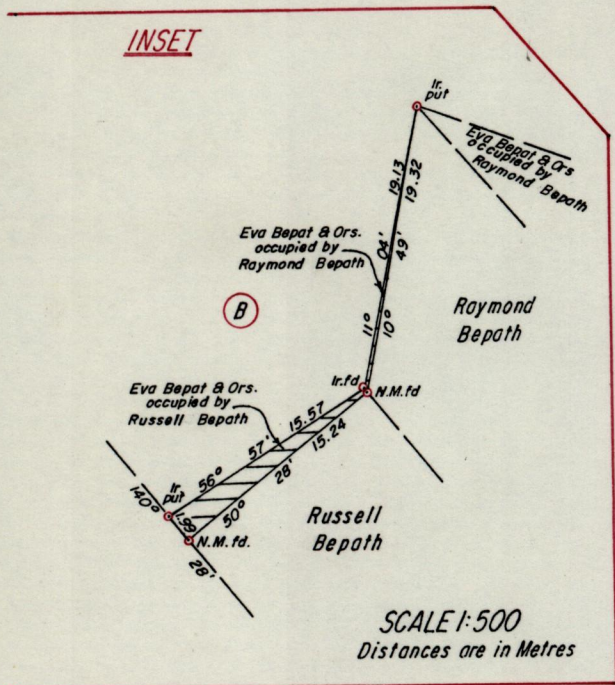 INSET
Ir.
put
Eva Bepat & Ors.
occupied by
Raymond Bepath
19.13
19.32
04'
49'
11°
10°
Eva Bepat & Ors.
occupied by
Raymond Bepath
Raymond
Bepath
B
Ir.fd
N.M.fd
Eva Bepat & Ors.
occupied by
Russell Bepath
56° 57' 15.57
50° 28' 15.24
Ir.
put
140°
1.99
N.M.fd.
28'
Russell
Bepath
SCALE 1:500
Distances are in Metres